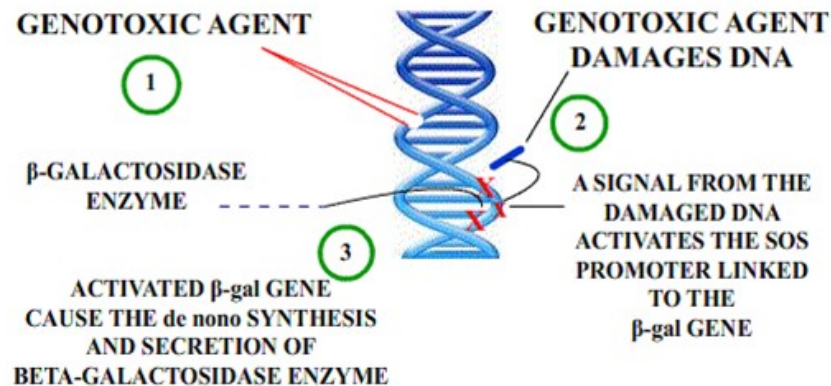 GENOTOXIC AGENT
1
GENOTOXIC AGENT
DAMAGES DNA
2
β-GALACTOSIDASE
ENZYME
X
X
X
A SIGNAL FROM THE
DAMAGED DNA
ACTIVATES THE SOS
PROMOTER LINKED
TO THE
β-gal GENE
3
ACTIVATED β-gal GENE
CAUSE THE de nono SYNTHESIS
AND SECRETION OF
BETA-GALACTOSIDASE ENZYME